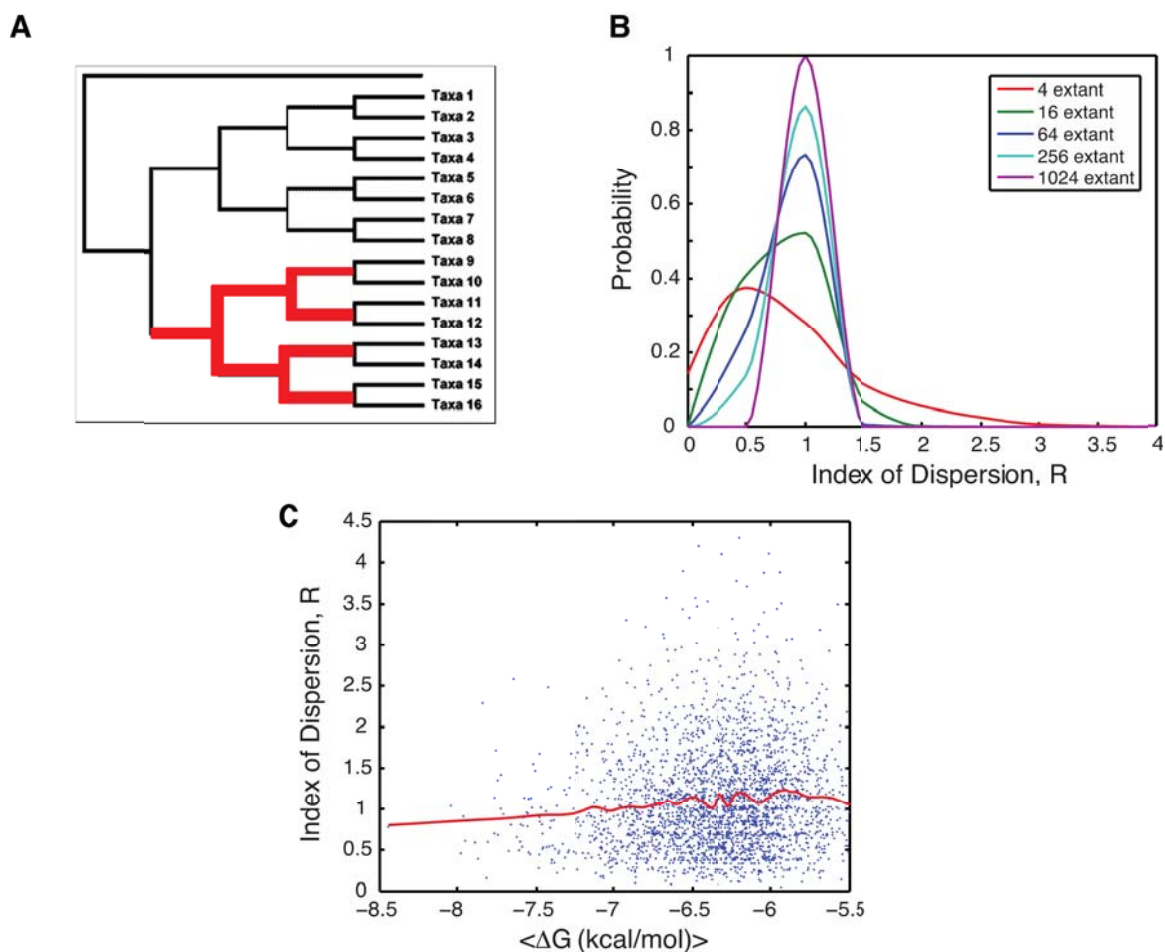 A
Taxa 1
Taxa 2
Taxa 3
Taxa 4
Taxa 5
Taxa 6
Taxa 7
Taxa 8
Taxa 9
Taxa 10
Taxa 11
Taxa 12
Taxa 13
Taxa 14
Taxa 15
Taxa 16
B
1
0.8
0.6
0.4
0.2
0
Probability
4 extant
16 extant
64 extant
256 extant
1024 extant
0 0.5 1 1.5 2 2.5 3 3.5 4
Index of Dispersion, R
C
4.5
4
3.5
3
2.5
2
1.5
1
0.5
0
Index of Dispersion, R
−8.5 −8 −7.5 −7 −6.5 −6 −5.5
<ΔG (kcal/mol)>